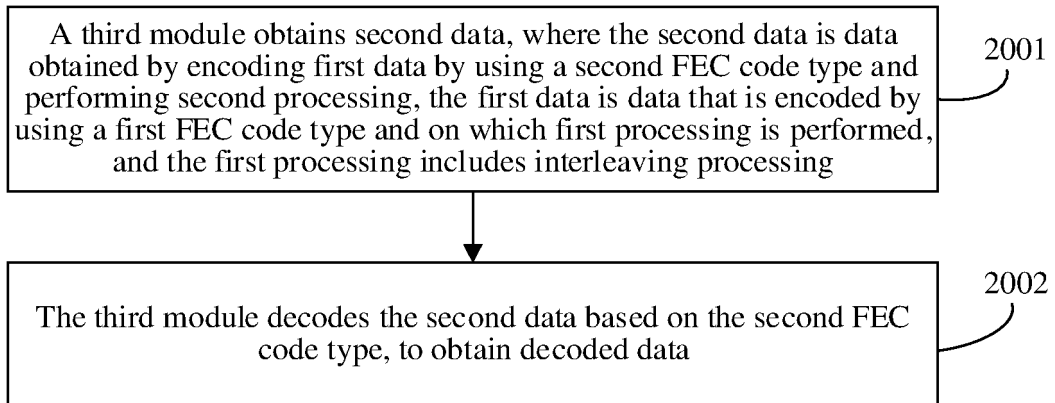 A third module obtains second data, where the second data is data
obtained by encoding first data by using a second FEC code type and
performing second processing, the first data is data that is encoded by
using a first FEC code type and on which first processing is performed,
and the first processing includes interleaving processing
2001
The third module decodes the second data based on the second FEC
code type, to obtain decoded data
2002